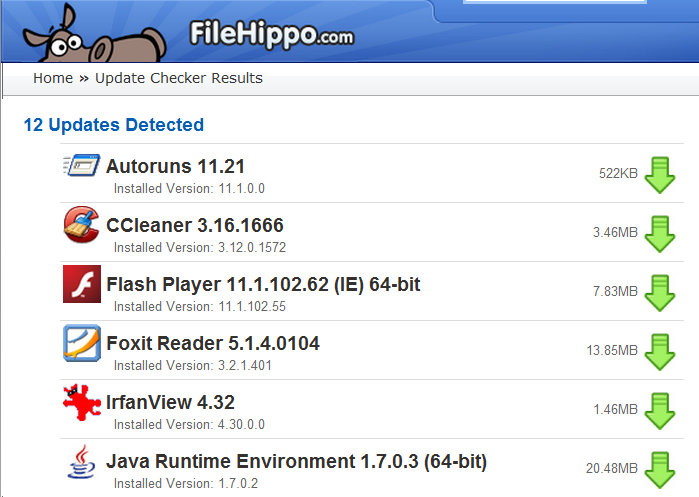 FileHippo.com
Home » Update Checker Results
12 Updates Detected
Autoruns 11.21
522KB
Installed Version: 11.1.0.0
CCleaner 3.16.1666
3.46MB
Installed Version: 3.12.0.1572
Flash Player 11.1.102.62 (IE) 64-bit
7.83MB
Installed Version: 11.1.102.55
Foxit Reader 5.1.4.0104
13.85MB
Installed Version: 3.2.1.401
IrfanView 4.32
1.46MB
Installed Version: 4.30.0.0
Java Runtime Environment 1.7.0.3 (64-bit)
20.48MB
Installed Version: 1.7.0.2